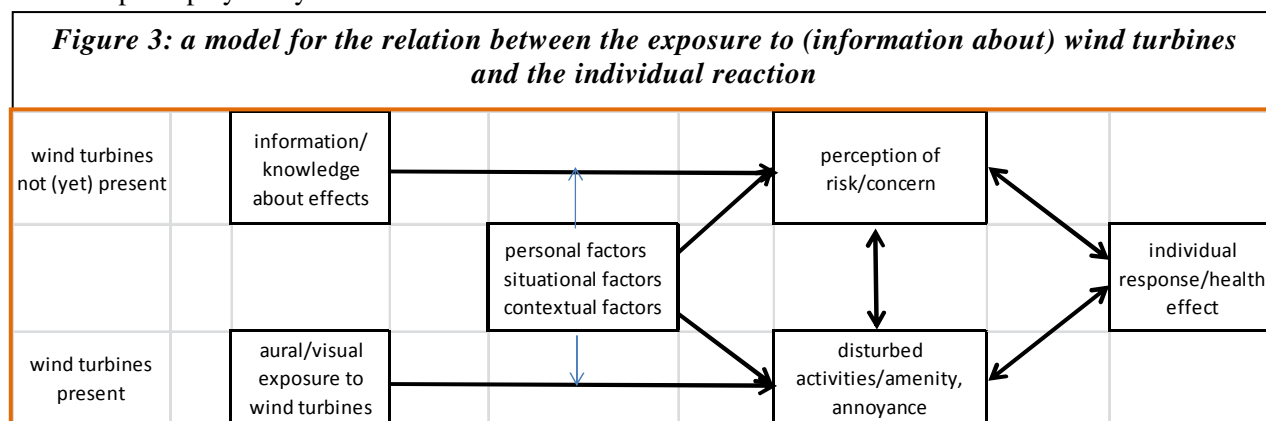 Figure 3: a model for the relation between the exposure to (information about) wind turbines
and the individual reaction
wind turbines
not (yet) present
information/
knowledge
about effects
perception of
risk/concern
personal factors
situational factors
contextual factors
individual
response/health
effect
wind turbines
present
aural/visual
exposure to
wind turbines
disturbed
activities/amenity,
annoyance